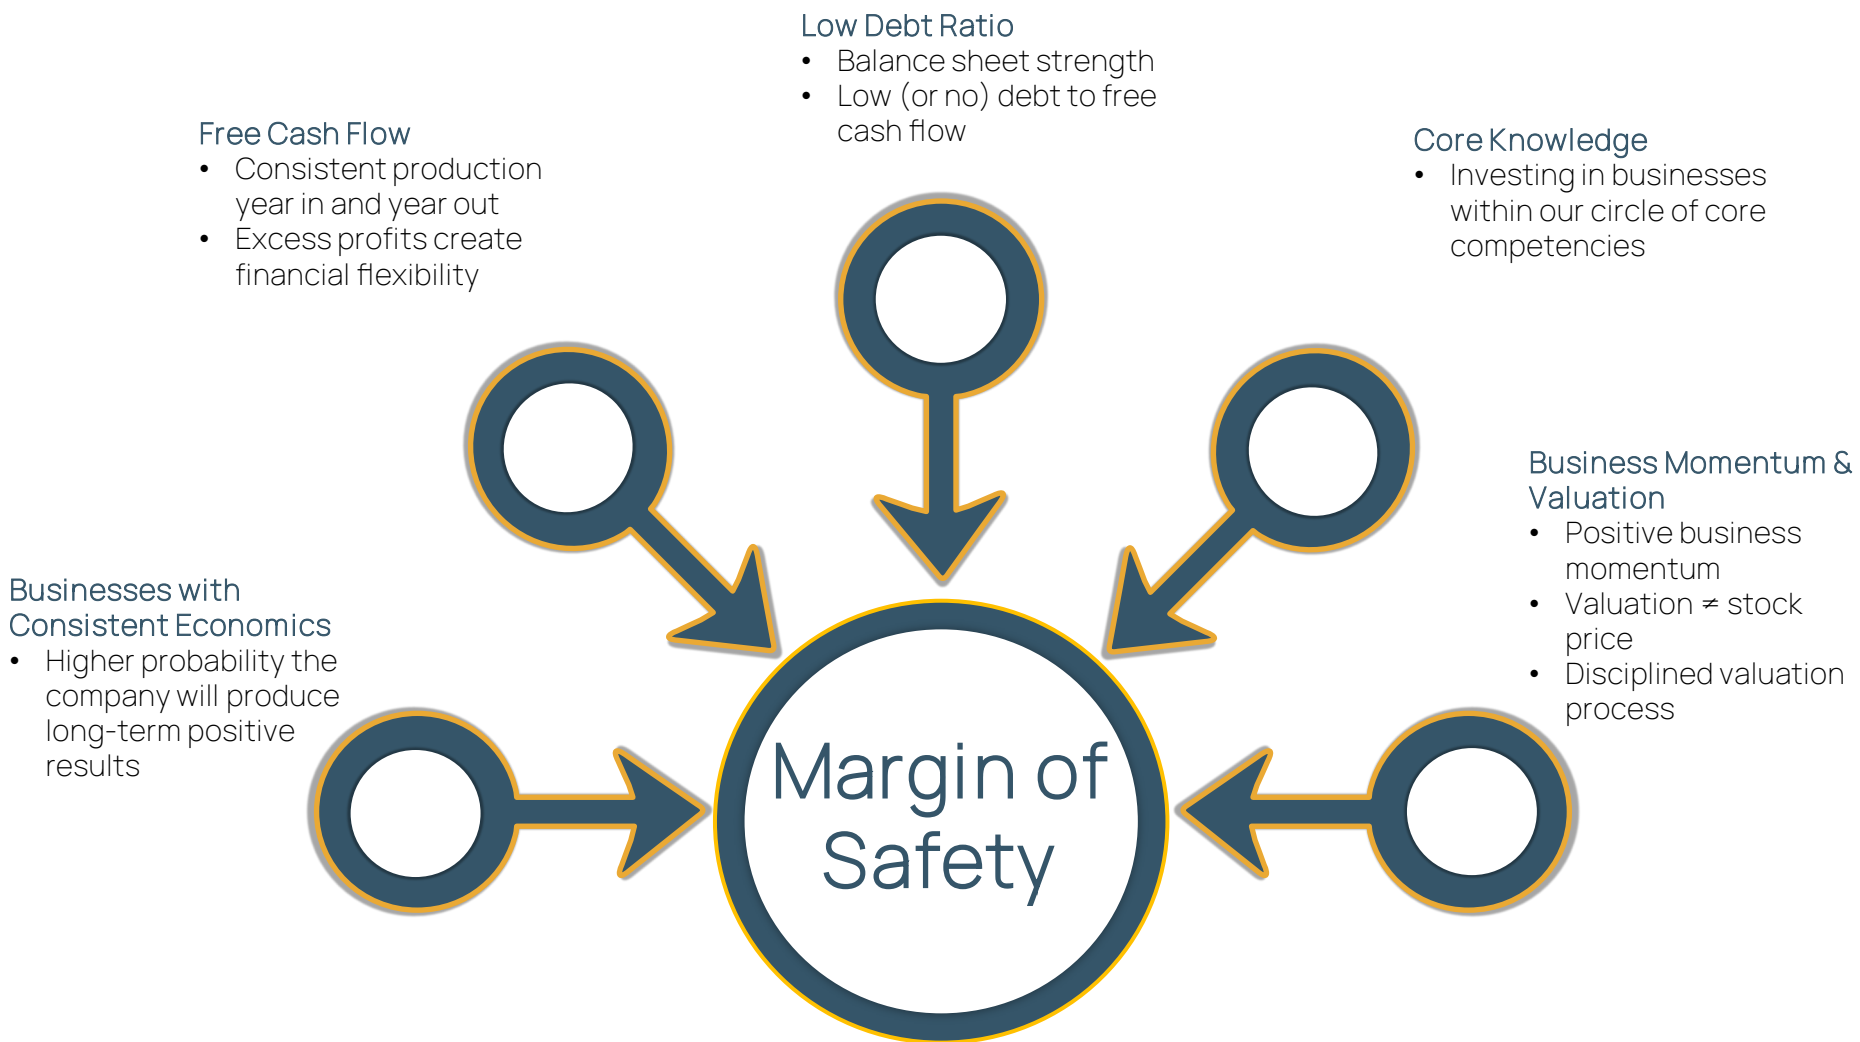 Low Debt Ratio
• Balance sheet strength
• Low (or no) debt to free
cash flow
Free Cash Flow
• Consistent production
year in and year out
• Excess profits create
financial flexibility
Core Knowledge
• Investing in businesses
within our circle of core
competencies
Business Momentum &
Valuation
• Positive business
momentum
• Valuation ≠ stock
price
• Disciplined valuation
process
Businesses with
Consistent Economics
• Higher probability the
company will produce
long-term positive
results
Margin of
Safety